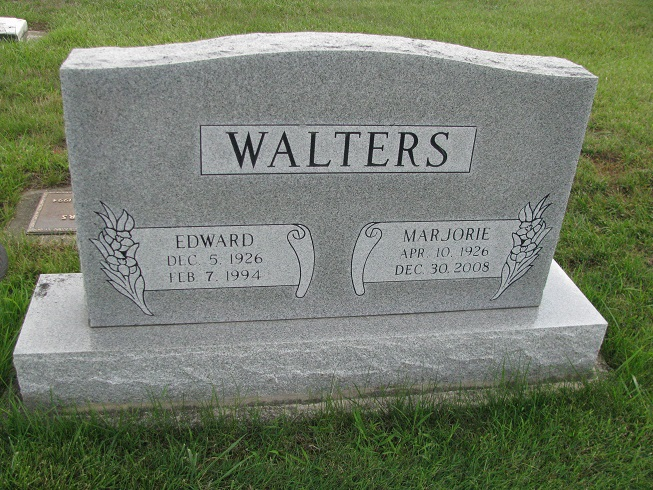 WALTERS
EDWARD
DEC. 5, 1926
FEB. 7, 1994
MARJORIE
APR. 10, 1926
DEC. 30, 2008